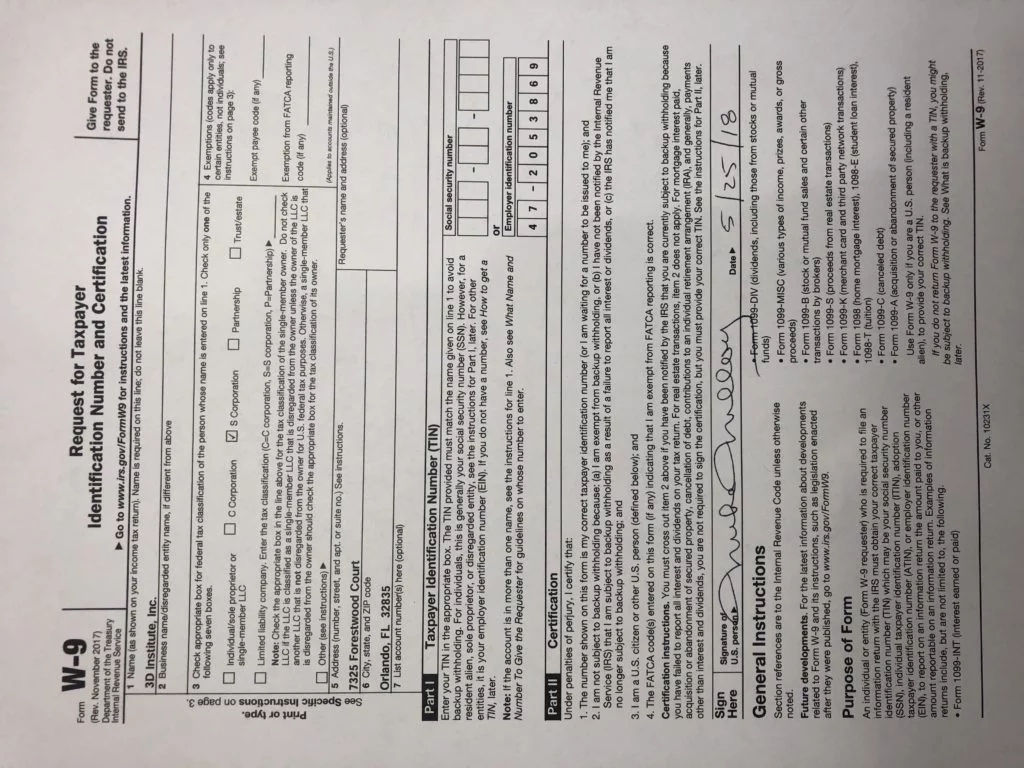 Form W-9
(Rev. November 2017)
Department of the Treasury
Internal Revenue Service
Request for Taxpayer
Identification Number and Certification
▶ Go to www.irs.gov/FormW9 for instructions and the latest information.
Give Form to the
requester. Do not
send to the IRS.
Print or type.
See Specific Instructions on page 3.
1 Name (as shown on your income tax return). Name is required on this line; do not leave this line blank.
3D Institute, Inc.
2 Business name/disregarded entity name, if different from above
3 Check appropriate box for federal tax classification of the person whose name is entered on line 1. Check only one of the
following seven boxes.
☐ Individual/sole proprietor or
single-member LLC
☐ C Corporation
☑ S Corporation
☐ Partnership
☐ Trust/estate
☐ Limited liability company. Enter the tax classification (C=C corporation, S=S corporation, P=Partnership) ▶
Note: Check the appropriate box in the line above for the tax classification of the single-member owner. Do not check
LLC if the LLC is classified as a single-member LLC that is disregarded from the owner unless the owner of the LLC is
another LLC that is not disregarded from the owner for U.S. federal tax purposes. Otherwise, a single-member LLC that
is disregarded from the owner should check the appropriate box for the tax classification of its owner.
☐ Other (see instructions) ▶
4 Exemptions (codes apply only to
certain entities, not individuals; see
instructions on page 3):
Exempt payee code (if any)
Exemption from FATCA reporting
code (if any)
(Applies to accounts maintained outside the U.S.)
5 Address (number, street, and apt. or suite no.) See instructions.
7325 Forestwood Court
Requester's name and address (optional)
6 City, state, and ZIP code
Orlando, FL 32835
7 List account number(s) here (optional)
Part I Taxpayer Identification Number (TIN)
Enter your TIN in the appropriate box. The TIN provided must match the name given on line 1 to avoid
backup withholding. For individuals, this is generally your social security number (SSN). However, for a
resident alien, sole proprietor, or disregarded entity, see the instructions for Part I, later. For other
entities, it is your employer identification number (EIN). If you do not have a number, see How to get a
TIN, later.
Note: If the account is in more than one name, see the instructions for line 1. Also see What Name and
Number To Give the Requester for guidelines on whose number to enter.
Social security number
– –
or
Employer identification number
4 7 – 2 0 5 3 8 6 9
Part II Certification
Under penalties of perjury, I certify that:
1. The number shown on this form is my correct taxpayer identification number (or I am waiting for a number to be issued to me); and
2. I am not subject to backup withholding because: (a) I am exempt from backup withholding, or (b) I have not been notified by the Internal Revenue
Service (IRS) that I am subject to backup withholding as a result of a failure to report all interest or dividends, or (c) the IRS has notified me that I am
no longer subject to backup withholding; and
3. I am a U.S. citizen or other U.S. person (defined below); and
4. The FATCA code(s) entered on this form (if any) indicating that I am exempt from FATCA reporting is correct.
Certification instructions. You must cross out item 2 above if you have been notified by the IRS that you are currently subject to backup withholding because
you have failed to report all interest and dividends on your tax return. For real estate transactions, item 2 does not apply. For mortgage interest paid,
acquisition or abandonment of secured property, cancellation of debt, contributions to an individual retirement arrangement (IRA), and generally, payments
other than interest and dividends, you are not required to sign the certification, but you must provide your correct TIN. See the instructions for Part II, later.
Sign
Here
Signature of
U.S. person ▶
Date ▶ 5/25/18
General Instructions
Section references are to the Internal Revenue Code unless otherwise
noted.
Future developments. For the latest information about developments
related to Form W-9 and its instructions, such as legislation enacted
after they were published, go to www.irs.gov/FormW9.
Purpose of Form
An individual or entity (Form W-9 requester) who is required to file an
information return with the IRS must obtain your correct taxpayer
identification number (TIN) which may be your social security number
(SSN), individual taxpayer identification number (ITIN), adoption
taxpayer identification number (ATIN), or employer identification number
(EIN), to report on an information return the amount paid to you, or other
amount reportable on an information return. Examples of information
returns include, but are not limited to, the following.
• Form 1099-INT (interest earned or paid)
• Form 1099-DIV (dividends, including those from stocks or mutual
funds)
• Form 1099-MISC (various types of income, prizes, awards, or gross
proceeds)
• Form 1099-B (stock or mutual fund sales and certain other
transactions by brokers)
• Form 1099-S (proceeds from real estate transactions)
• Form 1099-K (merchant card and third party network transactions)
• Form 1098 (home mortgage interest), 1098-E (student loan interest),
1098-T (tuition)
• Form 1099-C (canceled debt)
• Form 1099-A (acquisition or abandonment of secured property)
Use Form W-9 only if you are a U.S. person (including a resident
alien), to provide your correct TIN.
If you do not return Form W-9 to the requester with a TIN, you might
be subject to backup withholding. See What is backup withholding,
later.
Cat. No. 10231X
Form W-9 (Rev. 11-2017)